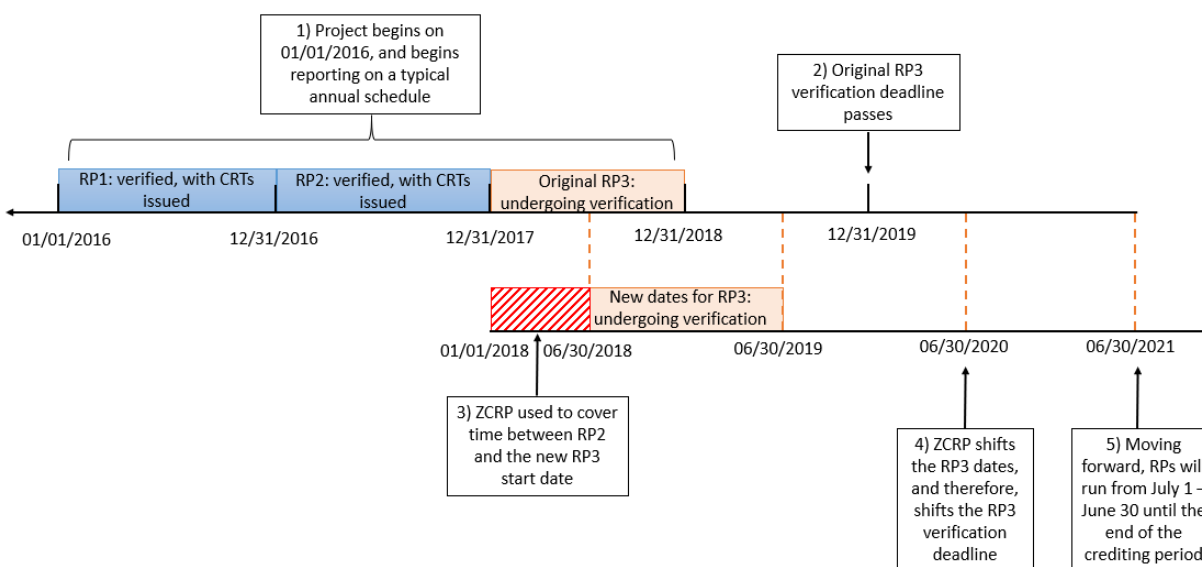 1) Project begins on
01/01/2016, and begins
reporting on a typical
annual schedule
2) Original RP3
verification deadline
passes
RP1: verified, with CRTs
issued
RP2: verified, with CRTs
issued
Original RP3:
undergoing verification
01/01/2016
12/31/2016
12/31/2017
12/31/2018
12/31/2019
New dates for RP3:
undergoing verification
01/01/2018
06/30/2018
06/30/2019
06/30/2020
06/30/2021
3) ZCRP used to cover
time between RP2
and the new RP3
start date
4) ZCRP shifts
the RP3 dates,
and therefore,
shifts the RP3
verification
deadline
5) Moving
forward, RPs wil
run from July 1 –
June 30 until the
end of the
crediting period